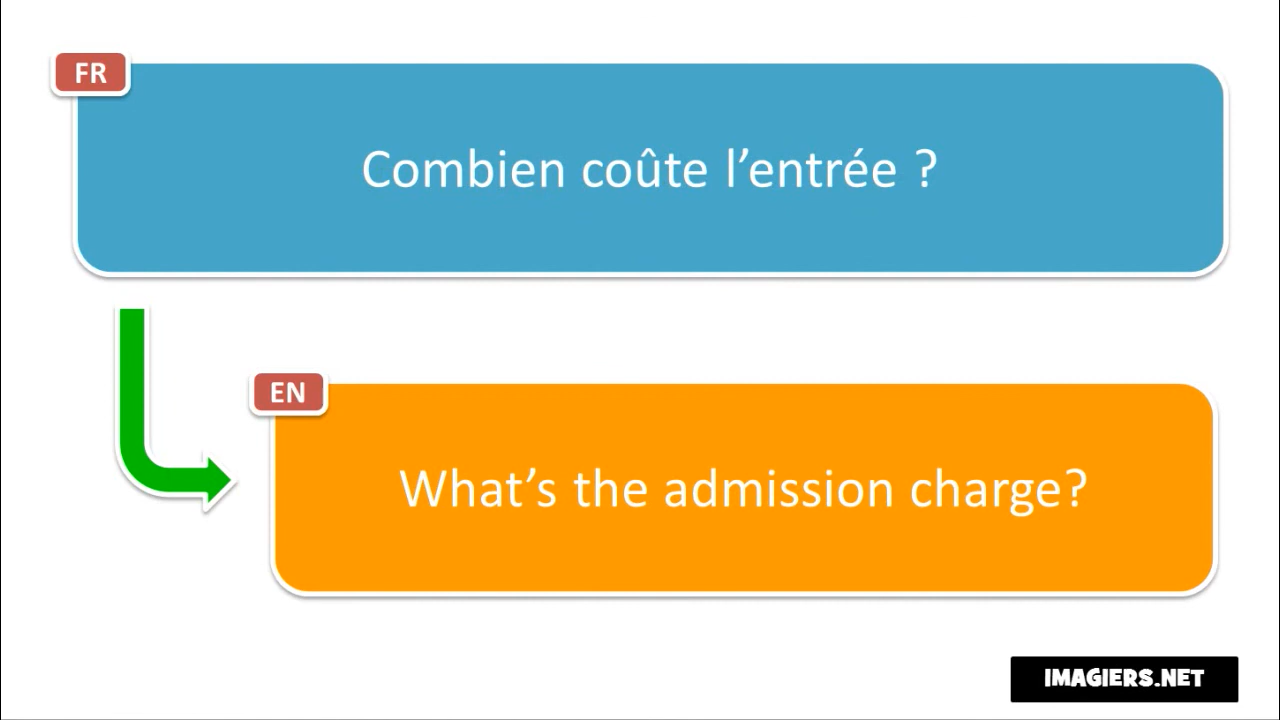 FR
Combien coûte l’entrée ?
EN
What’s the admission charge?
IMAGIERS.NET